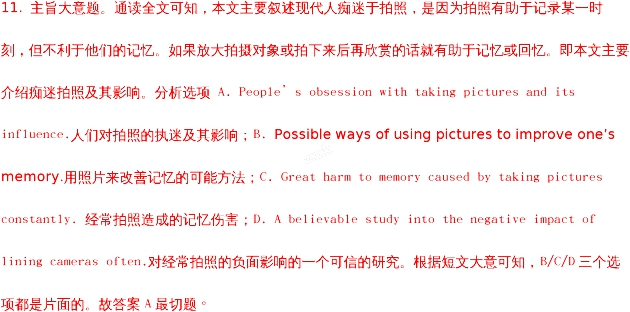 11. 主旨大意题。通读全文可知，本文主要叙述现代人痴迷于拍照，是因为拍照有助于记录某一时
刻，但不利于他们的记忆。如果放大拍摄对象或拍下来后再欣赏的话就有助于记忆或回忆。即本文主要
介绍痴迷拍照及其影响。分析选项 A. People's obsession with taking pictures and its
influence.人们对拍照的执迷及其影响；B. Possible ways of using pictures to improve one's
memory.用照片来改善记忆的可能方法；C. Great harm to memory caused by taking pictures
constantly. 经常拍照造成的记忆伤害；D. A believable study into the negative impact of
lining cameras often.对经常拍照的负面影响的一个可信的研究。根据短文大意可知，B/C/D 三个选
项都是片面的。故答案 A 最切题。